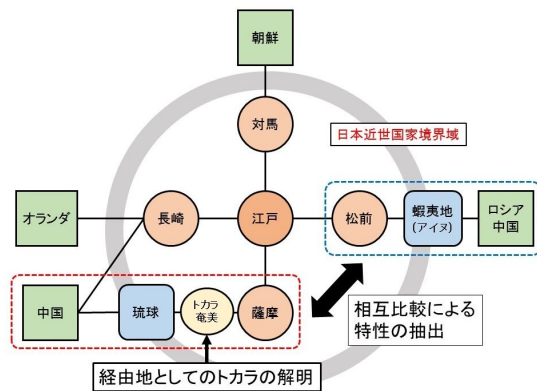 朝鮮
対馬
日本近世国家境界域
オランダ
長崎
江戸
松前
蝦夷地
(アイヌ)
ロシア
中国
中国
琉球
トカラ
奄美
薩摩
相互比較による
特性の抽出
経由地としてのトカラの解明